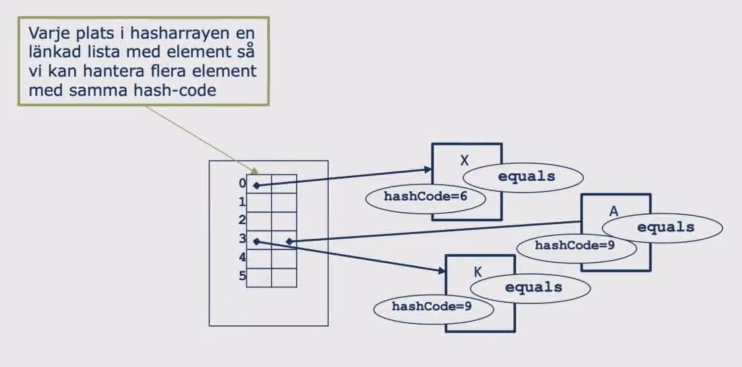 Varje plats i hasharrayen en
länkad lista med element så
vi kan hantera flera element
med samma hash-code
X
equals
hashCode=6
A
equals
hashCode=9
K
equals
hashCode=9
0
1
2
3
4
5